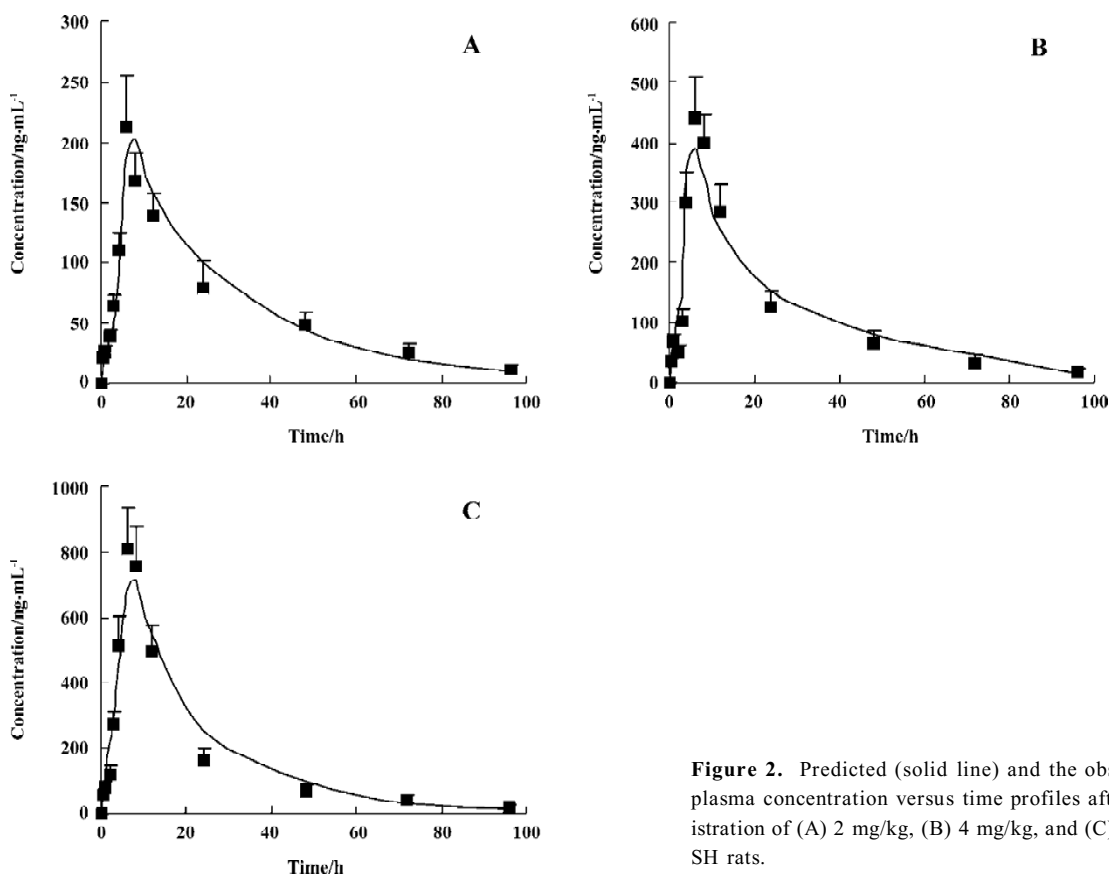 A
Concentration/ng·mL⁻¹
300
250
200
150
100
50
0
0 20 40 60 80 100
Time/h
B
Concentration/ng·mL⁻¹
600
500
400
300
200
100
0
0 20 40 60 80 100
Time/h
C
Concentration/ng·mL⁻¹
1000
800
600
400
200
0
0 20 40 60 80 100
Time/h
Figure 2. Predicted (solid line) and the obs
plasma concentration versus time profiles aft
istration of (A) 2 mg/kg, (B) 4 mg/kg, and (C)
SH rats.